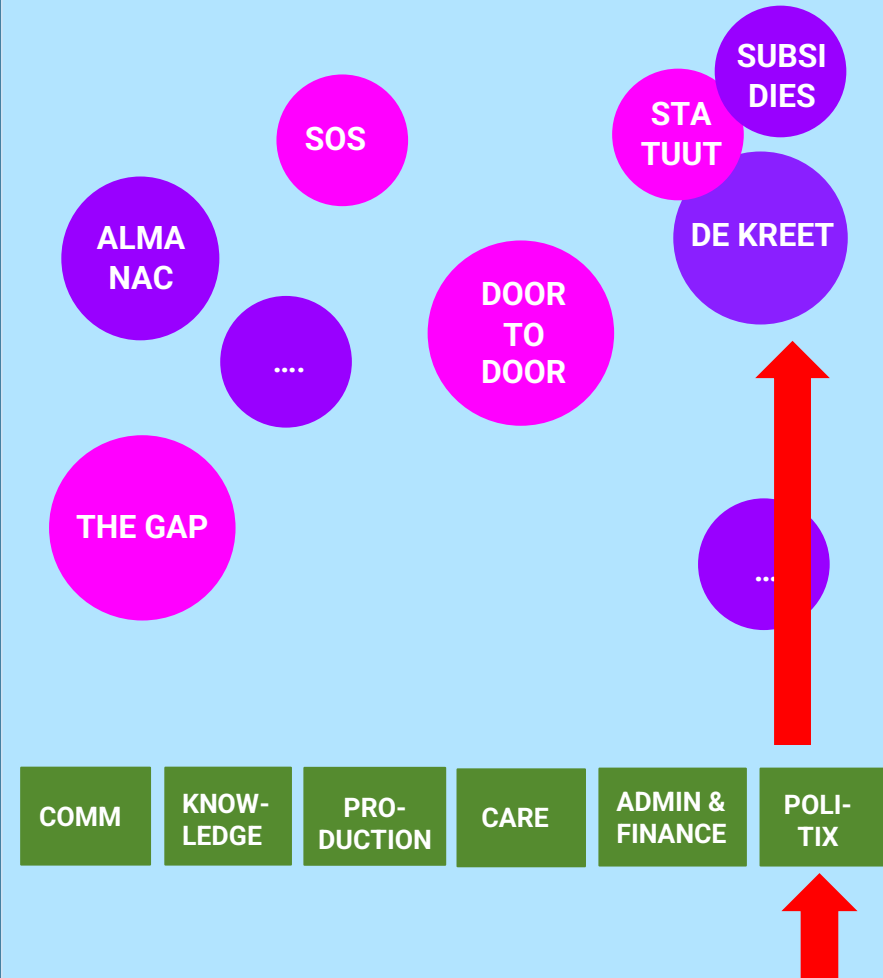 SUBSI
DIES
STA
TUUT
SOS
DE KREET
ALMA
NAC
DOOR
TO
DOOR
....
THE GAP
...
COMM
KNOW-
LEDGE
PRO-
DUCTION
CARE
ADMIN &
FINANCE
POLI-
TIX